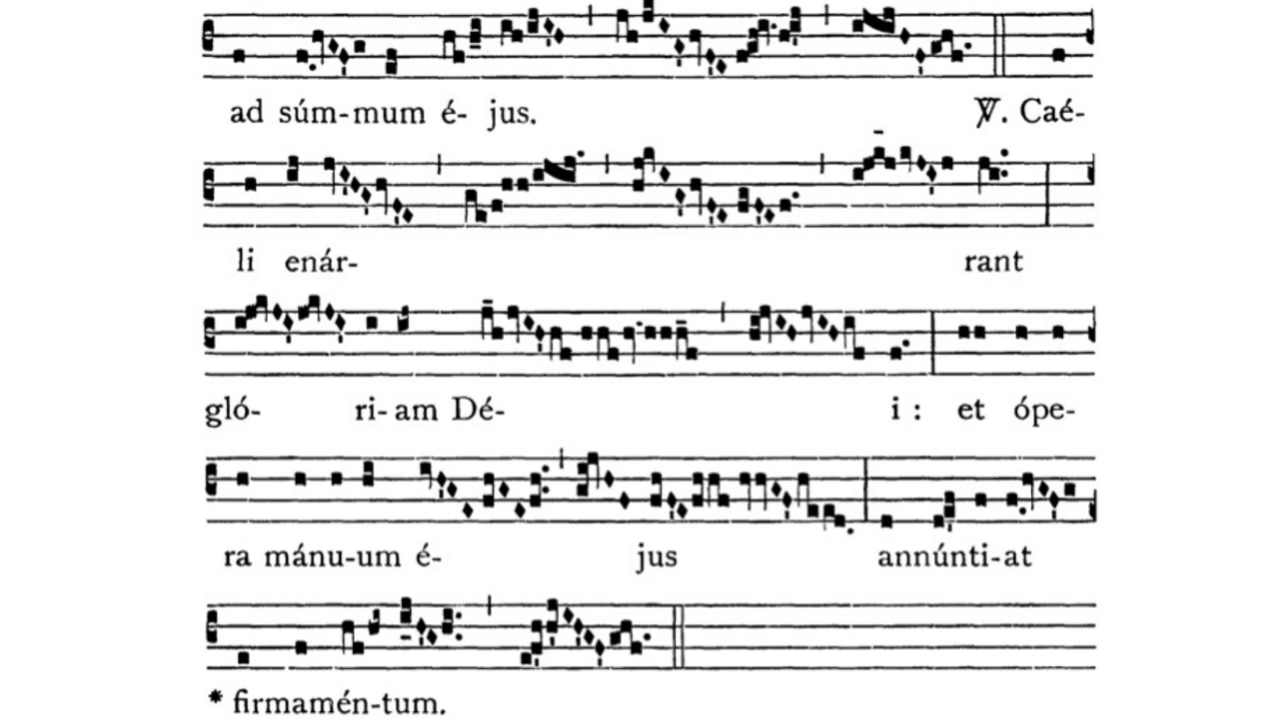 ad súm-mum é- jus. ℣. Caé-
li enár- rant
gló- ri-am Dé- i : et ópe-
ra mánu-um é- jus annúnti-at
* firmamén-tum.